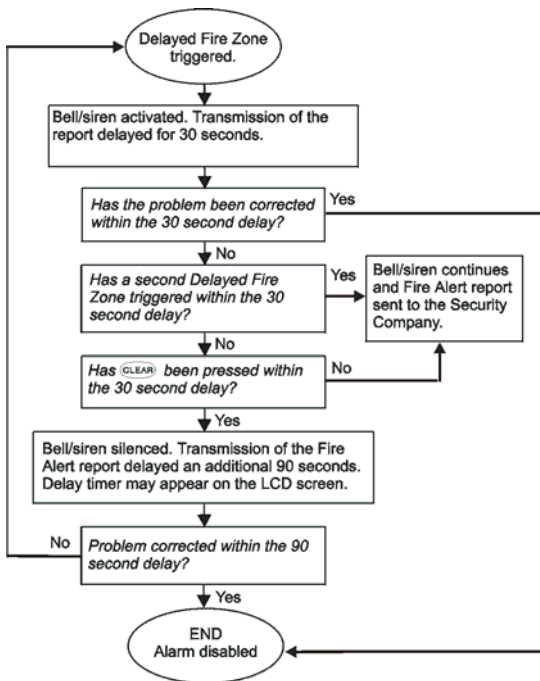 Delayed Fire Zone
triggered.
Bell/siren activated. Transmission of the
report delayed for 30 seconds.
Has the problem been corrected
within the 30 second delay?
Yes
No
Has a second Delayed Fire
Zone triggered within the 30
second delay?
Yes
Bell/siren continues
and Fire Alert report
sent to the Security
Company.
No
Has CLEAR been pressed within
the 30 second delay?
No
Yes
Bell/siren silenced. Transmission of the Fire
Alert report delayed an additional 90 seconds.
Delay timer may appear on the LCD screen.
No
Problem corrected within the 90
second delay?
Yes
END
Alarm disabled